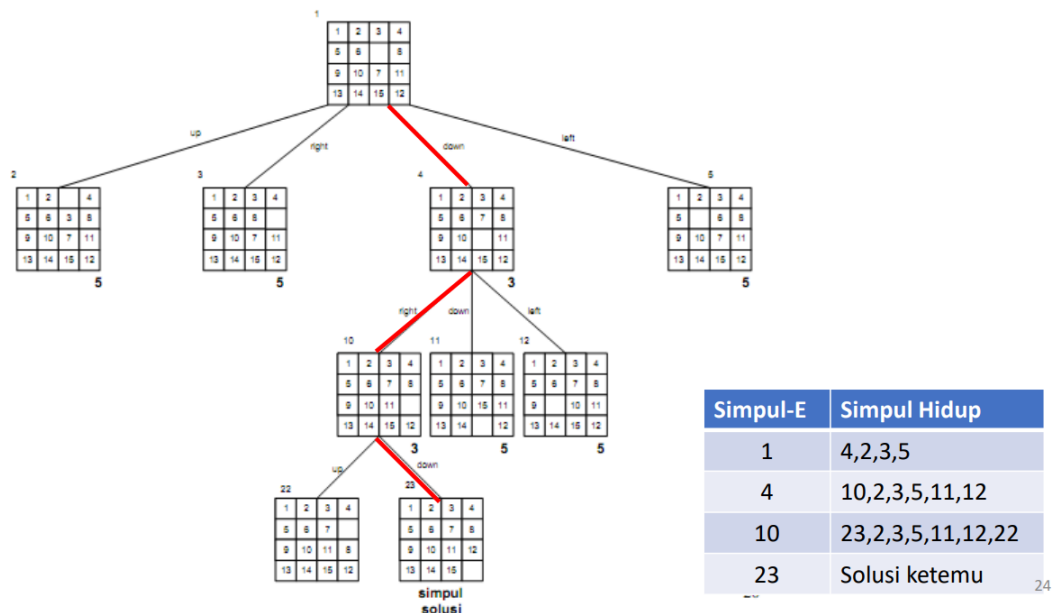 1
1 2 3 4
5 6 8
9 10 7 11
13 14 15 12
up
right
down
left
2
1 2 4
5 6 3 8
9 10 7 11
13 14 15 12
5
3
1 2 3 4
5 6 8
9 10 7 11
13 14 15 12
5
4
1 2 3 4
5 6 7 8
9 10 11
13 14 15 12
3
5
1 2 3 4
5 6 8
9 10 7 11
13 14 15 12
5
right
down
left
10
1 2 3 4
5 6 7 8
9 10 11
13 14 15 12
3
11
1 2 3 4
5 6 7 8
9 10 15 11
13 14 12
5
12
1 2 3 4
5 6 7 8
9 10 11
13 14 15 12
5
up
down
22
1 2 3 4
5 6 7
9 10 11 8
13 14 15 12
23
1 2 3 4
5 6 7 8
9 10 11 12
13 14 15
simpul
solusi
Simpul-E Simpul Hidup
1 4,2,3,5
4 10,2,3,5,11,12
10 23,2,3,5,11,12,22
23 Solusi ketemu
24